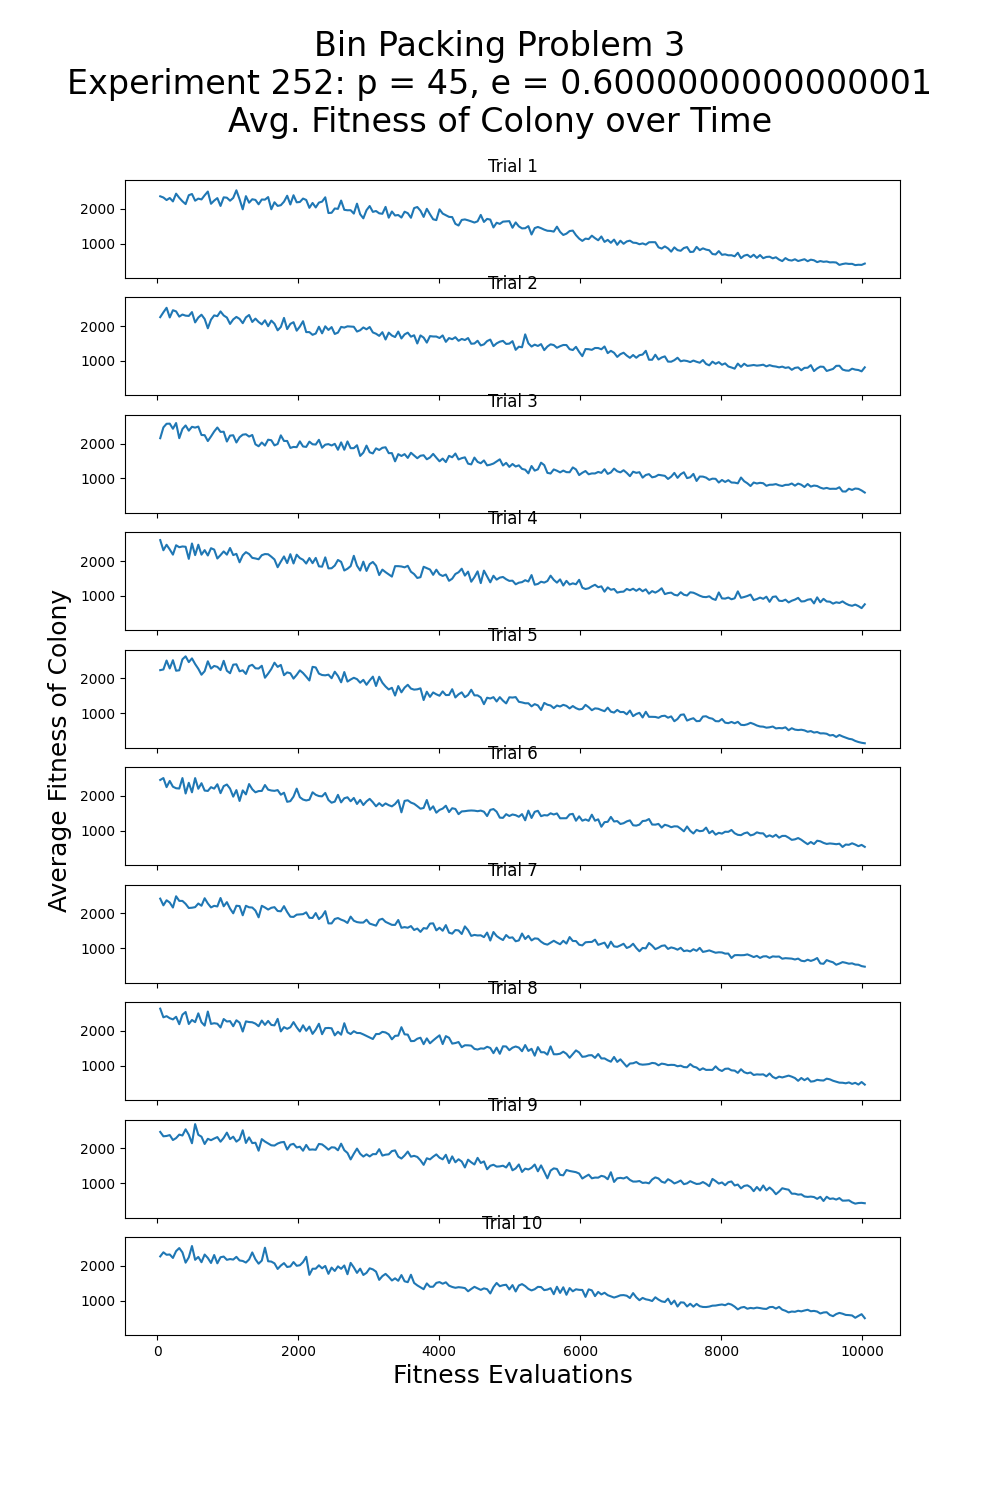 Bin Packing Problem 3
Experiment 252: p = 45, e = 0.6000000000000001
Avg. Fitness of Colony over Time
Trial 1
2000
1000
Trial 2
2000
1000
Trial 3
2000
1000
Trial 4
2000
1000
Trial 5
2000
1000
Trial 6
2000
1000
Trial 7
2000
1000
Trial 8
2000
1000
Trial 9
2000
1000
Trial 10
2000
1000
0 2000 4000 6000 8000 10000
Fitness Evaluations
Average Fitness of Colony